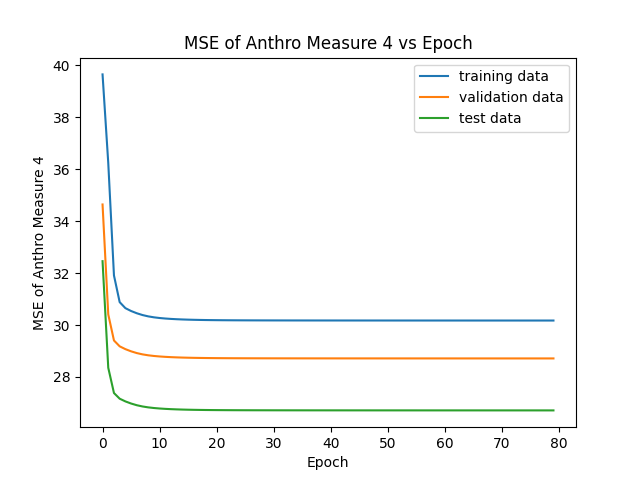 MSE of Anthro Measure 4 vs Epoch
training data
validation data
test data
MSE of Anthro Measure 4
40
38
36
34
32
30
28
0 10 20 30 40 50 60 70 80
Epoch